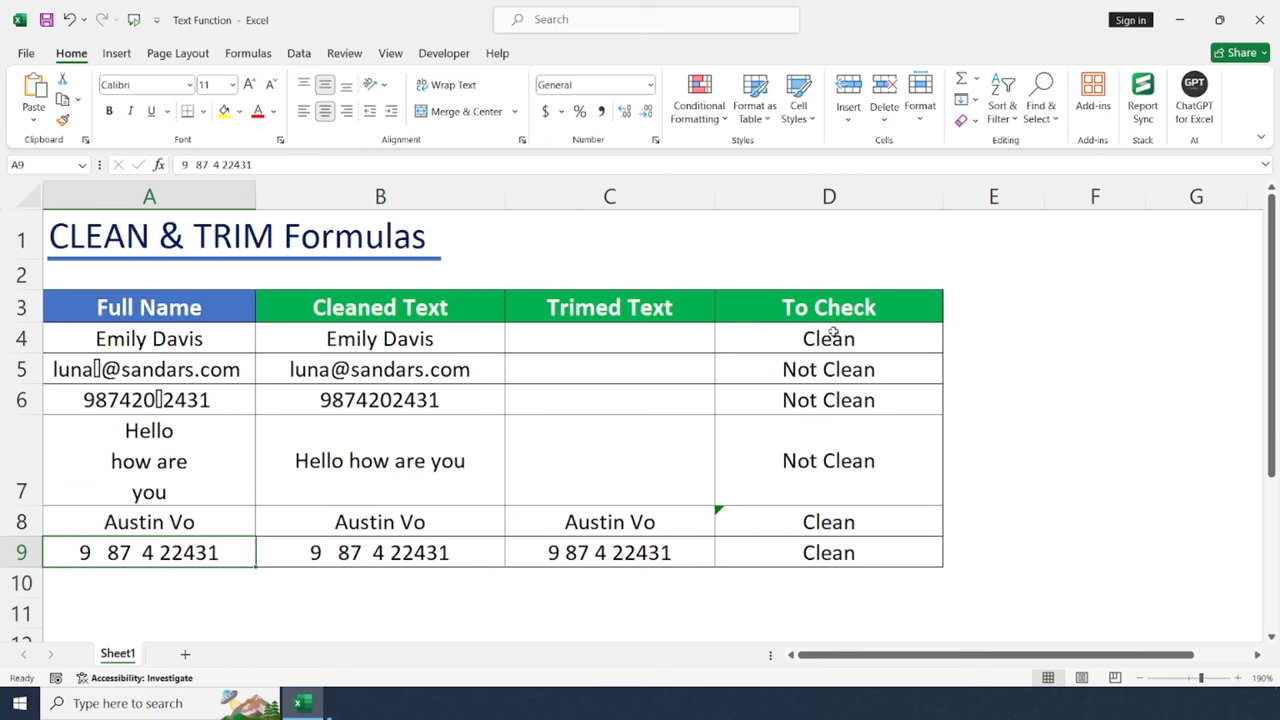 Text Function - Excel
Search
Sign in
File Home Insert Page Layout Formulas Data Review View Developer Help
Share
Paste
Clipboard
Calibri 11
B I U
Font
Wrap Text
Merge & Center
Alignment
General
$ % ,
Number
Conditional Formatting
Format as Table
Cell Styles
Styles
Insert
Delete
Format
Cells
Sort & Filter
Find & Select
Editing
Add-ins
Add-ins
Report Sync
Stack
GPT
ChatGPT for Excel
AI
A9
fx
9   87  4 22431
A B C D E F G
1 CLEAN & TRIM Formulas
2
3 Full Name Cleaned Text Trimed Text To Check
4 Emily Davis Emily Davis Clean
5 luna▯@sandars.com luna@sandars.com Not Clean
6 987420▯2431 9874202431 Not Clean
Hello
how are
7 you Hello how are you Not Clean
8 Austin Vo Austin Vo Austin Vo Clean
9 9   87  4 22431 9   87  4 22431 9 87 4 22431 Clean
10
11
12
Sheet1
Ready
Accessibility: Investigate
190%
Type here to search